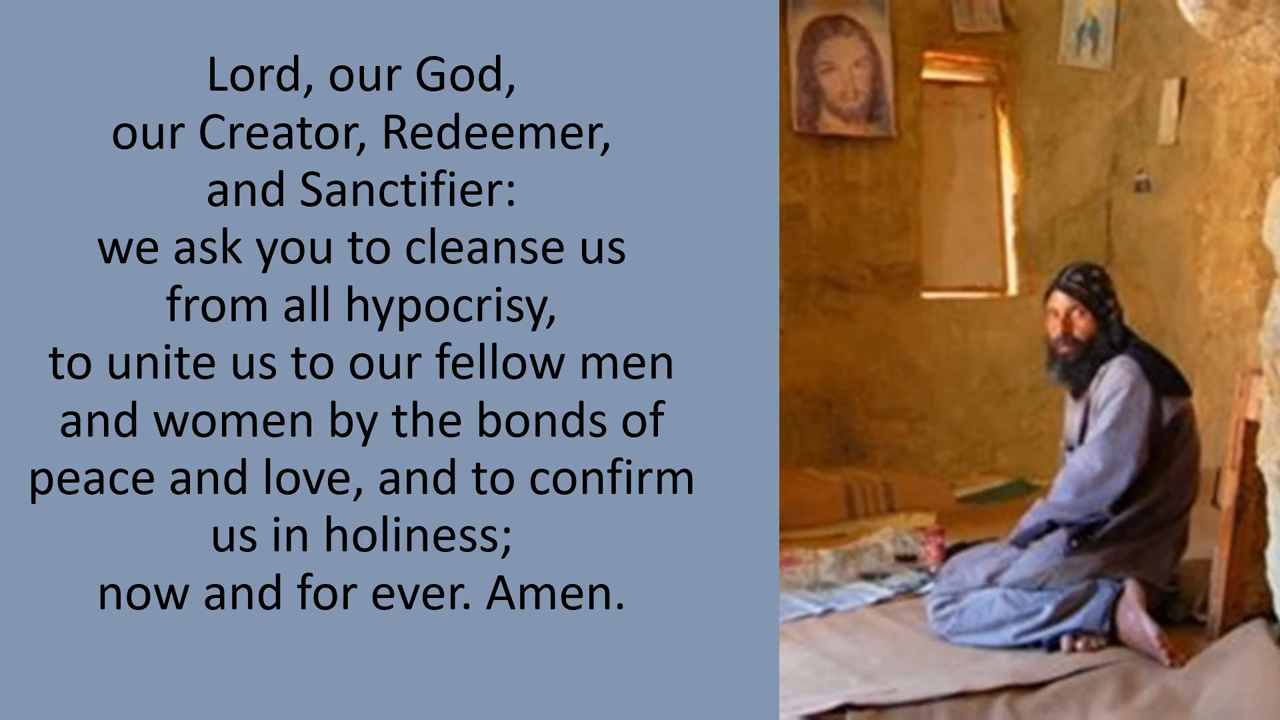 Lord, our God,
our Creator, Redeemer,
and Sanctifier:
we ask you to cleanse us
from all hypocrisy,
to unite us to our fellow men
and women by the bonds of
peace and love, and to confirm
us in holiness;
now and for ever. Amen.